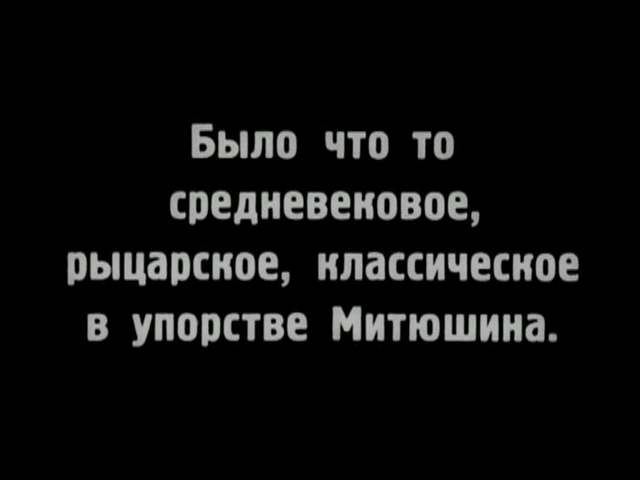 Было что то
средневековое,
рыцарское, классическое
в упорстве Митюшина.